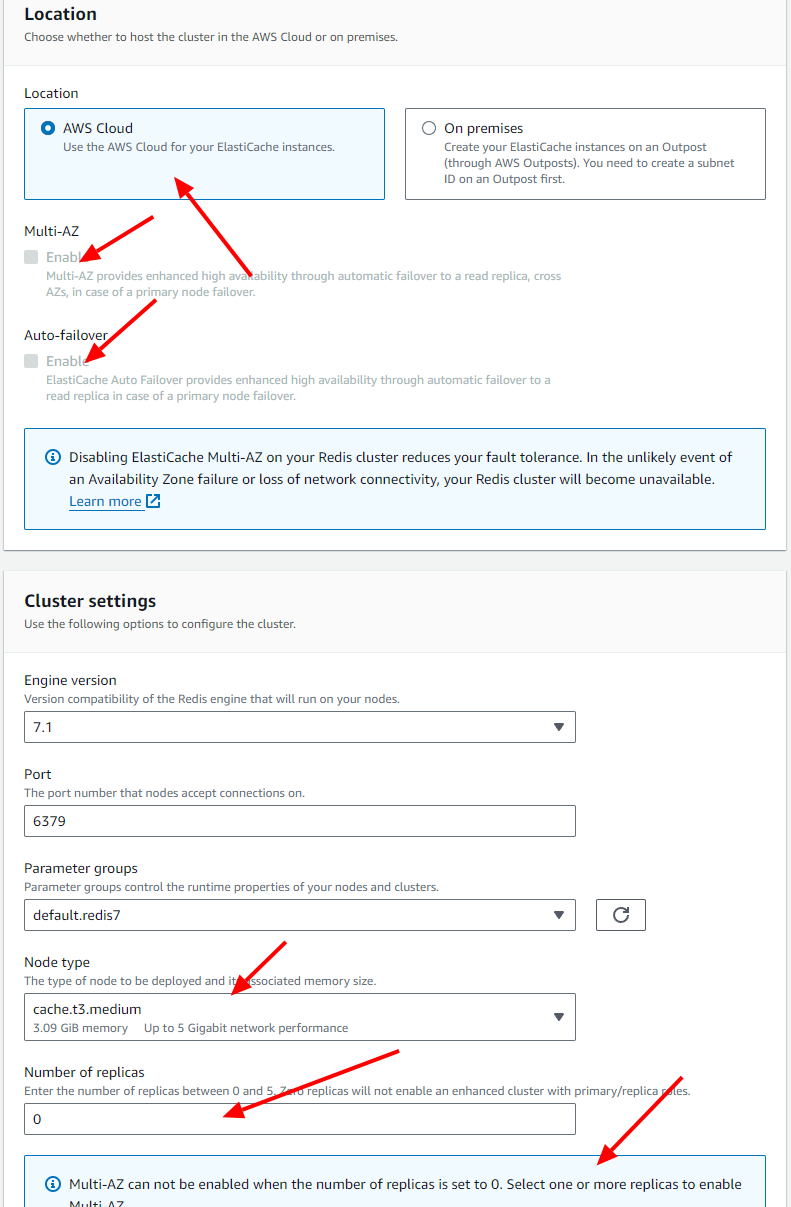 Location
Choose whether to host the cluster in the AWS Cloud or on premises.
Location
AWS Cloud
Use the AWS Cloud for your ElastiCache instances.
On premises
Create your ElastiCache instances on an Outpost
(through AWS Outposts). You need to create a subnet
ID on an Outpost first.
Multi-AZ
Enable
Multi-AZ provides enhanced high availability through automatic failover to a read replica, cross
AZs, in case of a primary node failover.
Auto-failover
Enable
ElastiCache Auto Failover provides enhanced high availability through automatic failover to a
read replica in case of a primary node failover.
Disabling ElastiCache Multi-AZ on your Redis cluster reduces your fault tolerance. In the unlikely event of
an Availability Zone failure or loss of network connectivity, your Redis cluster will become unavailable.
Learn more
Cluster settings
Use the following options to configure the cluster.
Engine version
Version compatibility of the Redis engine that will run on your nodes.
7.1
Port
The port number that nodes accept connections on.
6379
Parameter groups
Parameter groups control the runtime properties of your nodes and clusters.
default.redis7
Node type
The type of node to be deployed and its associated memory size.
cache.t3.medium
3.09 GiB memory Up to 5 Gigabit network performance
Number of replicas
Enter the number of replicas between 0 and 5. Zero replicas will not enable an enhanced cluster with primary/replica roles.
0
Multi-AZ can not be enabled when the number of replicas is set to 0. Select one or more replicas to enable
Multi-AZ